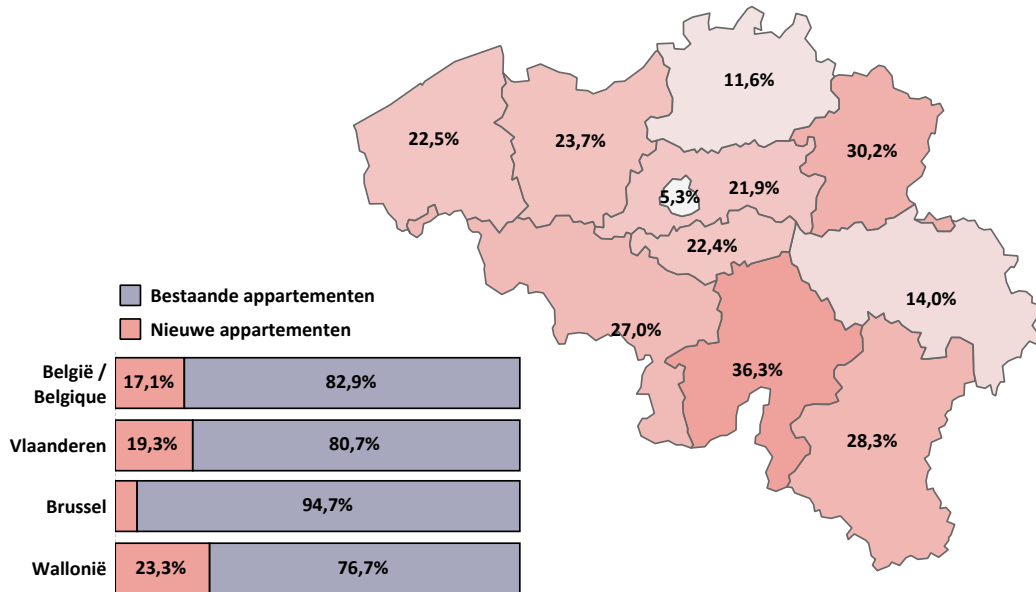 11,6%
22,5%
23,7%
30,2%
5,3%
21,9%
22,4%
14,0%
27,0%
36,3%
28,3%
Bestaande appartementen
Nieuwe appartementen
België /
Belgique
17,1% 82,9%
Vlaanderen 19,3% 80,7%
Brussel 94,7%
Wallonië 23,3% 76,7%